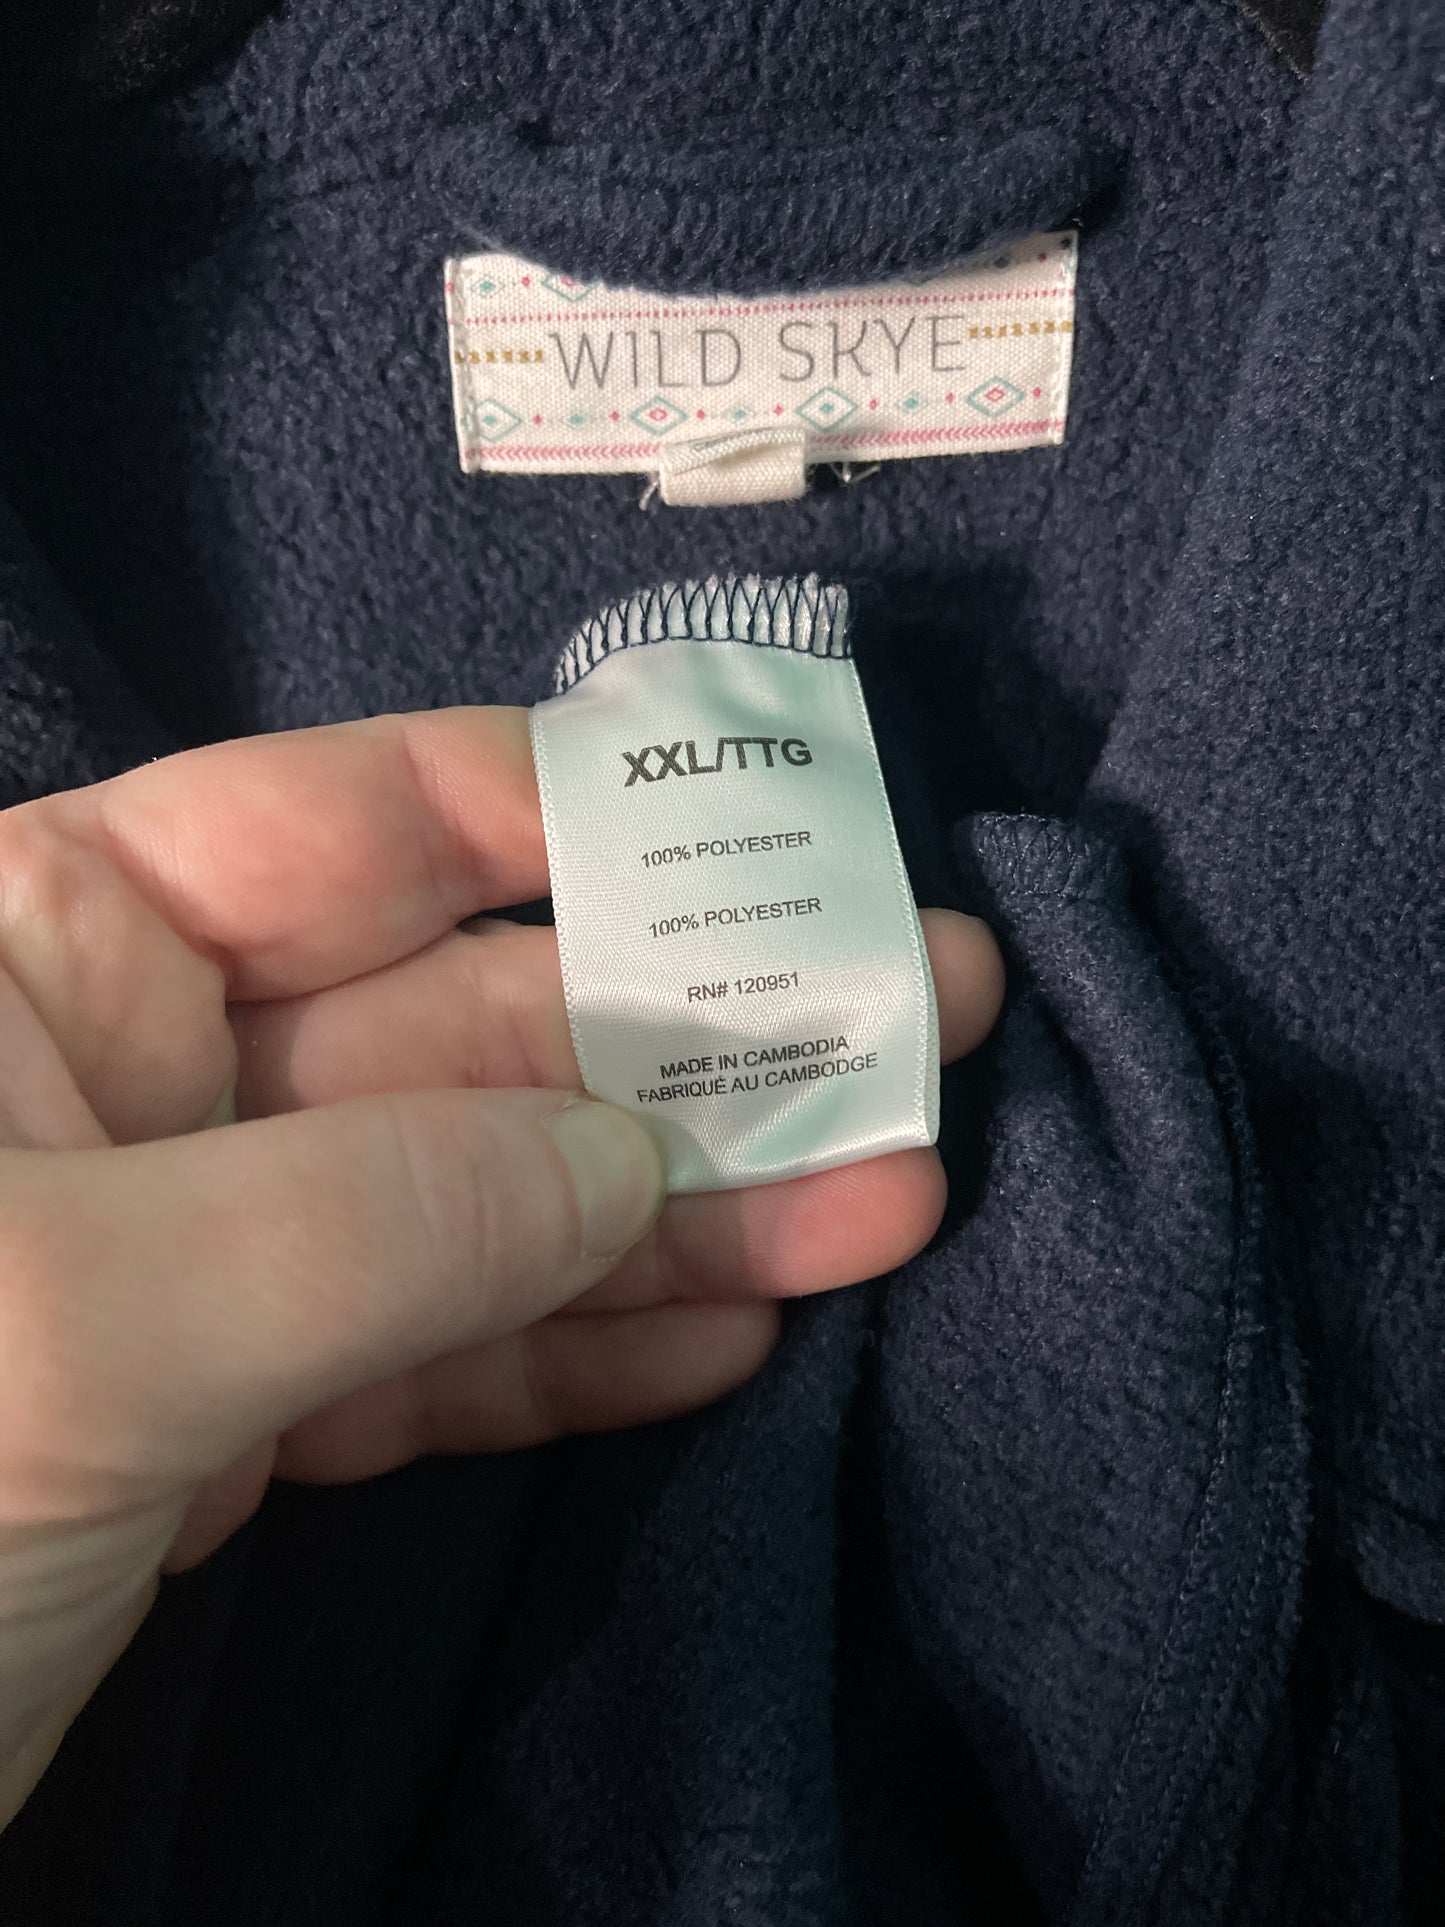 WILD SKYE
XXL/TTG
100% POLYESTER
100% POLYESTER
RN# 120951
MADE IN CAMBODIA
FABRIQUÉ AU CAMBODGE